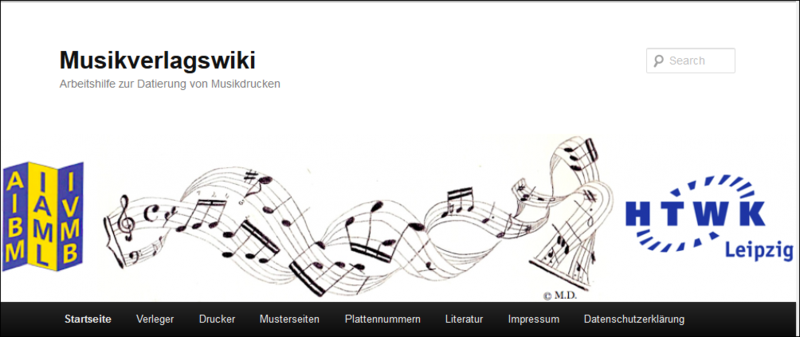 Musikverlagswiki
Search
Arbeitshilfe zur Datierung von Musikdrucken
AIBM
IAML
IVMB
HTWK
Leipzig
© M.D.
Startseite Verleger Drucker Musterseiten Plattennummern Literatur Impressum Datenschutzerklärung